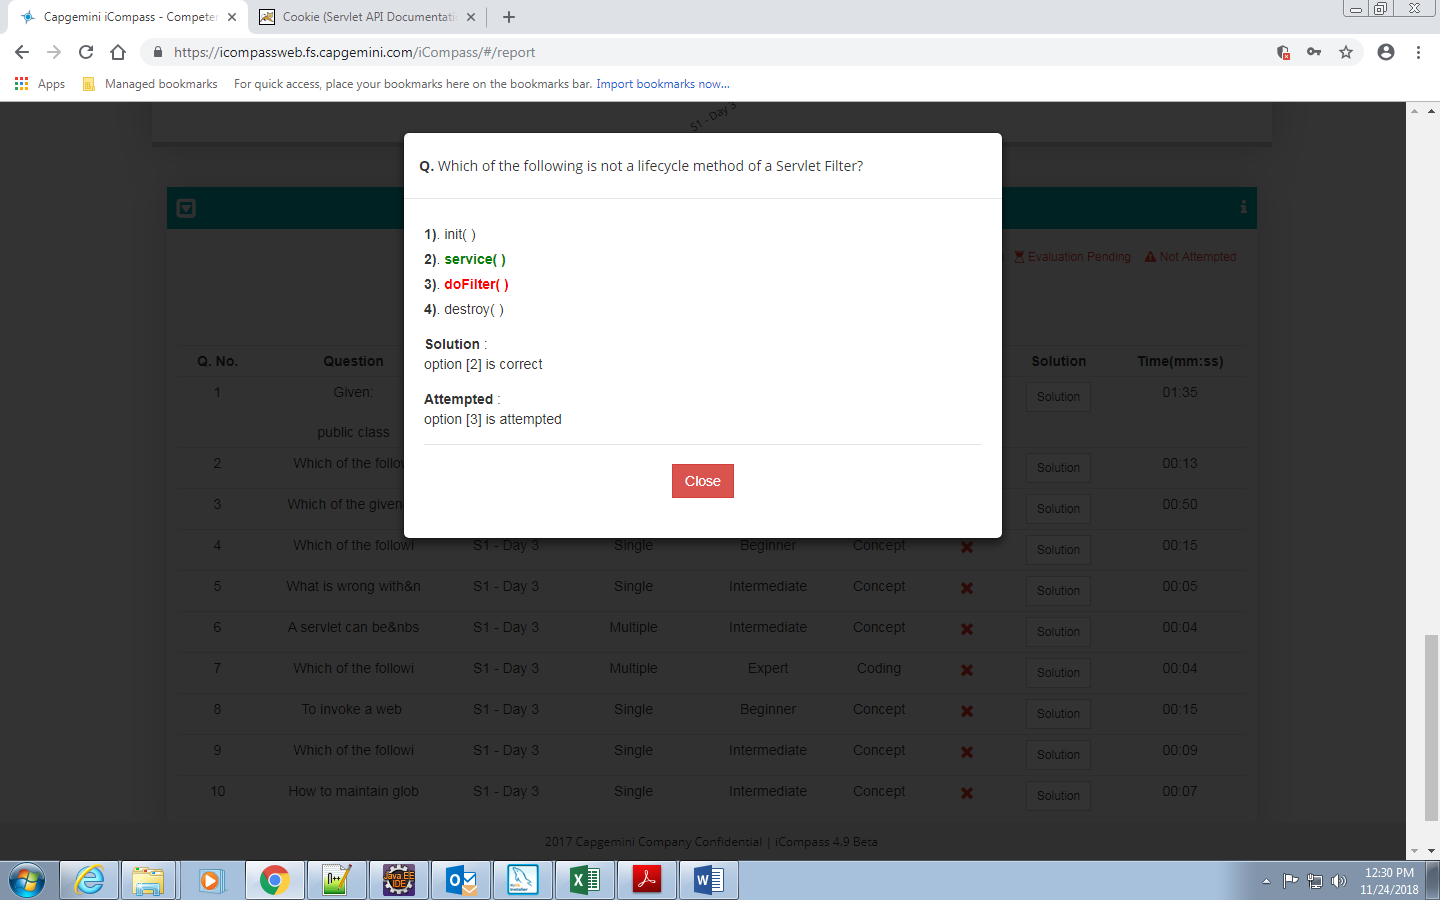 Capgemini iCompass - Competen
Cookie (Servlet API Documentati
https://icompassweb.fs.capgemini.com/iCompass/#/report
Apps
Managed bookmarks
For quick access, place your bookmarks here on the bookmarks bar. Import bookmarks now...
S1 - Day 3
Q. Which of the following is not a lifecycle method of a Servlet Filter?
1). init( )
2). service( )
3). doFilter( )
4). destroy( )
Solution :
option [2] is correct
Attempted :
option [3] is attempted
Close
Evaluation Pending Not Attempted
Q. No. Question Solution Time(mm:ss)
1 Given: Solution 01:35
public class
2 Which of the follow Solution 00:13
3 Which of the given Solution 00:50
4 Which of the followi S1 - Day 3 Single Beginner Concept Solution 00:15
5 What is wrong with&n S1 - Day 3 Single Intermediate Concept Solution 00:05
6 A servlet can be&nbs S1 - Day 3 Multiple Intermediate Concept Solution 00:04
7 Which of the followi S1 - Day 3 Multiple Expert Coding Solution 00:04
8 To invoke a web S1 - Day 3 Single Beginner Concept Solution 00:15
9 Which of the followi S1 - Day 3 Single Intermediate Concept Solution 00:09
10 How to maintain glob S1 - Day 3 Single Intermediate Concept Solution 00:07
2017 Capgemini Company Confidential | iCompass 4.9 Beta
Java EE
IDE
12:30 PM
11/24/2018